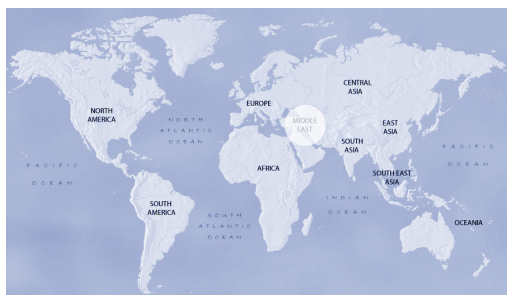 CENTRAL
ASIA
EUROPE
NORTH
AMERICA
NORTH
ATLANTIC
OCEAN
MIDDLE
EAST
EAST
ASIA
SOUTH
ASIA
PACIFIC
OCEAN
PACIFIC
OCEAN
AFRICA
SOUTH EAST
ASIA
SOUTH
AMERICA
INDIAN
OCEAN
SOUTH
ATLANTIC
OCEAN
OCEANIA